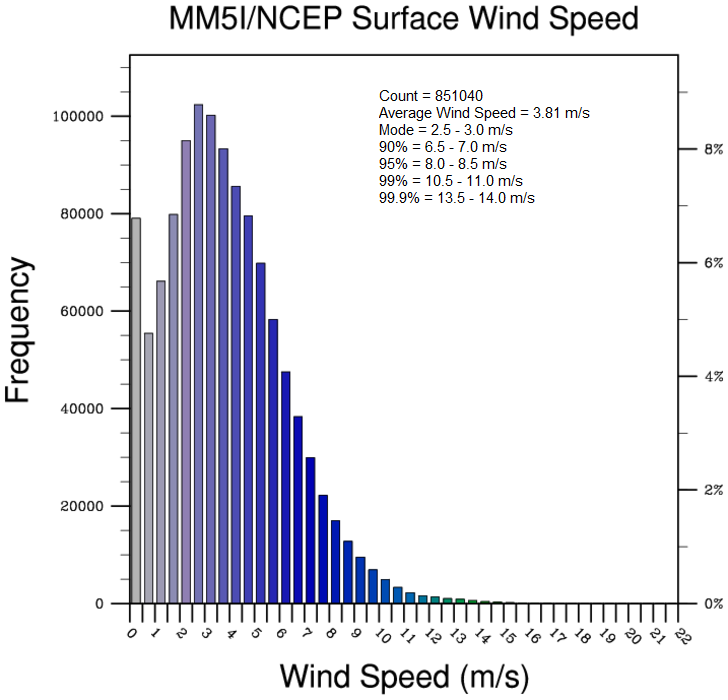 MM5I/NCEP Surface Wind Speed
Count = 851040
Average Wind Speed = 3.81 m/s
Mode = 2.5 - 3.0 m/s
90% = 6.5 - 7.0 m/s
95% = 8.0 - 8.5 m/s
99% = 10.5 - 11.0 m/s
99.9% = 13.5 - 14.0 m/s
Frequency
100000
80000
60000
40000
20000
0
8%
6%
4%
2%
0%
0 1 2 3 4 5 6 7 8 9 10 11 12 13 14 15 16 17 18 19 20 21 22
Wind Speed (m/s)